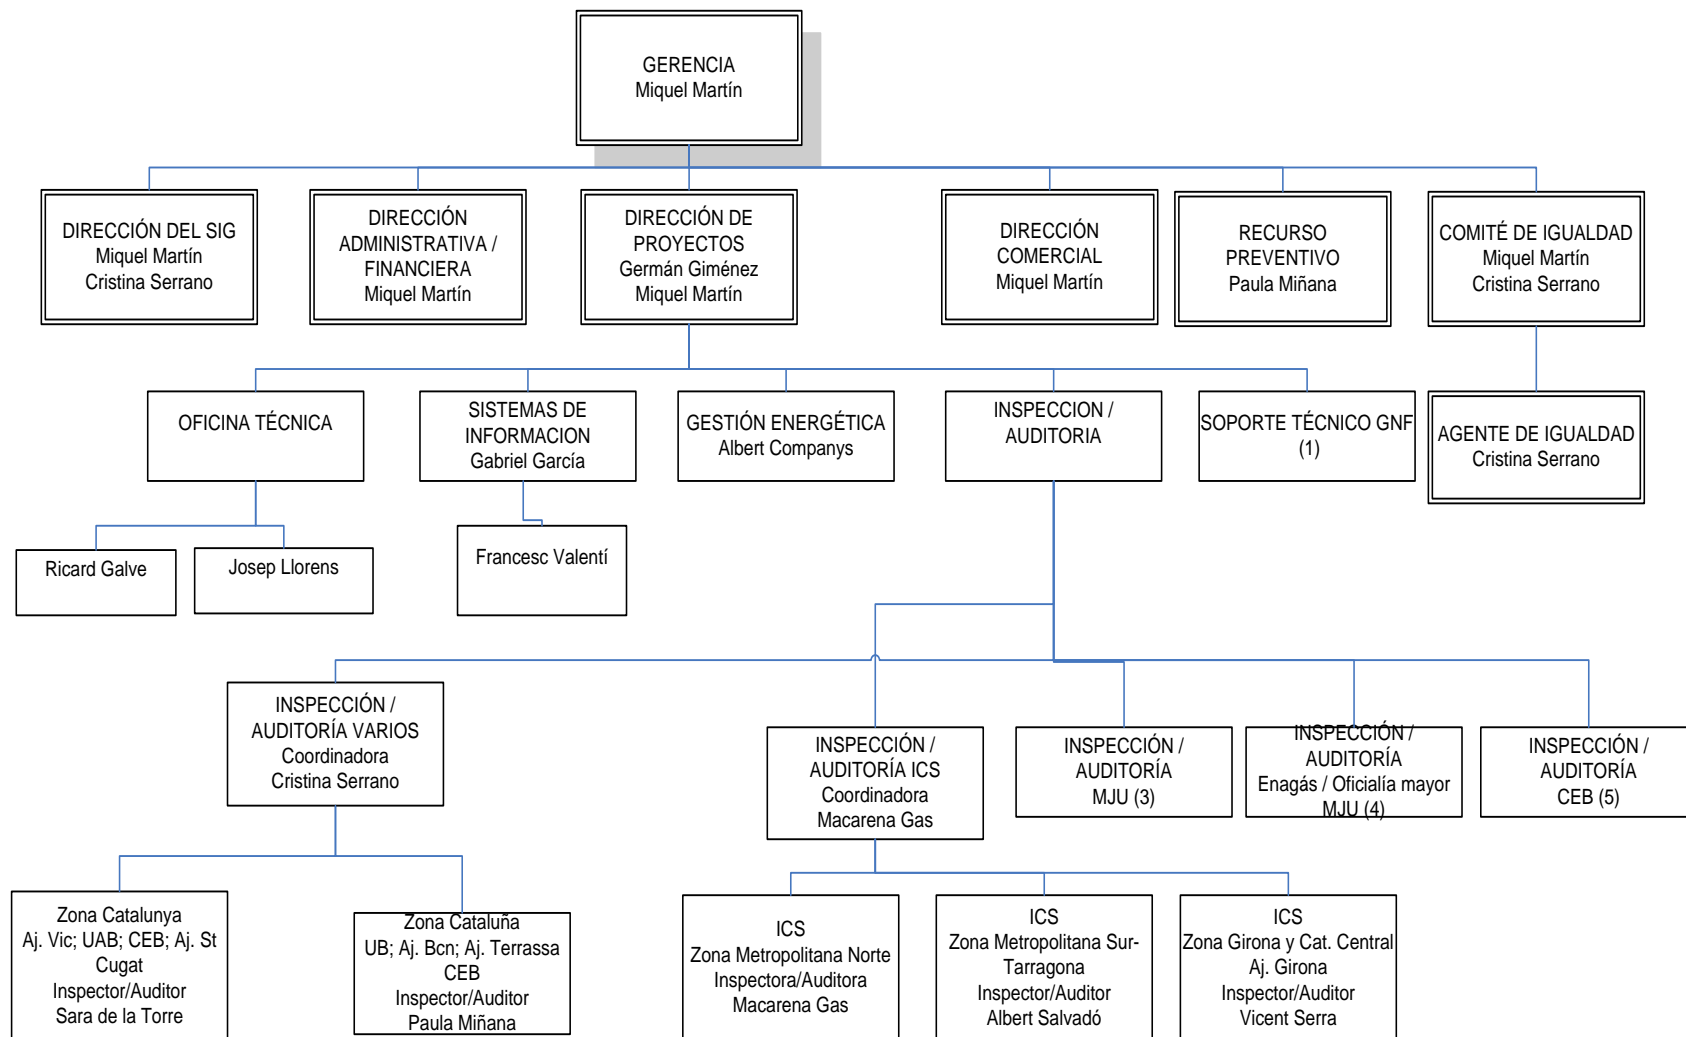 GERENCIA
Miquel Martín
DIRECCIÓN DEL SIG
Miquel Martín
Cristina Serrano
DIRECCIÓN
ADMINISTRATIVA /
FINANCIERA
Miquel Martín
DIRECCIÓN DE
PROYECTOS
Germán Giménez
Miquel Martín
DIRECCIÓN
COMERCIAL
Miquel Martín
RECURSO
PREVENTIVO
Paula Miñana
COMITÉ DE IGUALDAD
Miquel Martín
Cristina Serrano
OFICINA TÉCNICA
SISTEMAS DE
INFORMACION
Gabriel García
GESTIÓN ENERGÉTICA
Albert Companys
INSPECCION /
AUDITORIA
SOPORTE TÉCNICO GNF
(1)
AGENTE DE IGUALDAD
Cristina Serrano
Ricard Galve
Josep Llorens
Francesc Valentí
INSPECCIÓN /
AUDITORÍA VARIOS
Coordinadora
Cristina Serrano
INSPECCIÓN /
AUDITORÍA ICS
Coordinadora
Macarena Gas
INSPECCIÓN /
AUDITORÍA
MJU (3)
INSPECCIÓN /
AUDITORÍA
Enagás / Oficialía mayor
MJU (4)
INSPECCIÓN /
AUDITORÍA
CEB (5)
Zona Catalunya
Aj. Vic; UAB; CEB; Aj. St
Cugat
Inspector/Auditor
Sara de la Torre
Zona Cataluña
UB; Aj. Bcn; Aj. Terrassa
CEB
Inspector/Auditor
Paula Miñana
ICS
Zona Metropolitana Norte
Inspectora/Auditora
Macarena Gas
ICS
Zona Metropolitana Sur-
Tarragona
Inspector/Auditor
Albert Salvadó
ICS
Zona Girona y Cat. Central
Aj. Girona
Inspector/Auditor
Vicent Serra